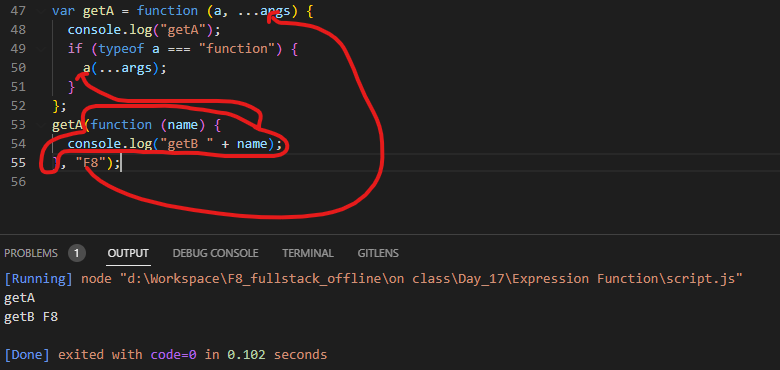 47 var getA = function (a, ...args) {
48 console.log("getA");
49 if (typeof a === "function") {
50 a(...args);
51 }
52 };
53 getA(function (name) {
54 console.log("getB " + name);
55 }, "F8");
56
PROBLEMS 1 OUTPUT DEBUG CONSOLE TERMINAL GITLENS
[Running] node "d:\Workspace\F8_fullstack_offline\on class\Day_17\Expression Function\script.js"
getA
getB F8
[Done] exited with code=0 in 0.102 seconds